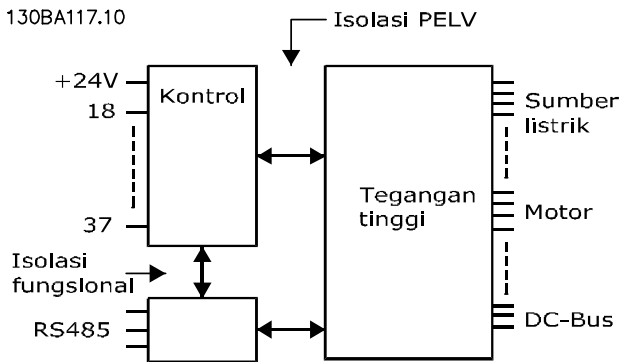 130BA117.10
Isolasi PELV
+24V
18
37
Kontrol
Tegangan
tinggi
Sumber
listrik
Motor
DC-Bus
Isolasi
fungsIonal
RS485